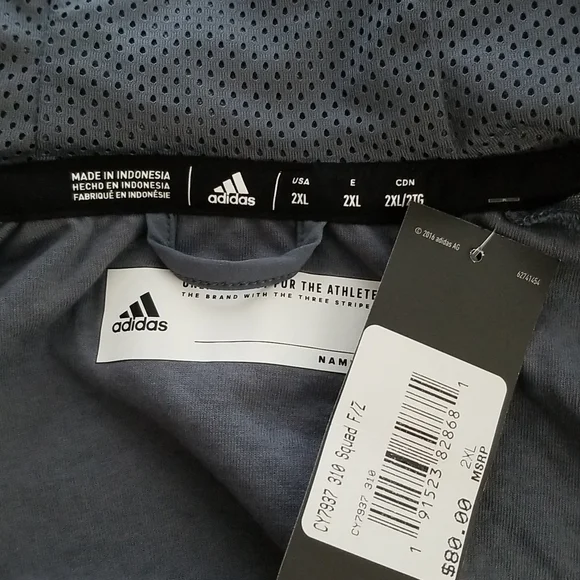 MADE IN INDONESIA
HECHO EN INDONESIA
FABRIQUÉ EN INDONÉSIE
adidas
USA
2XL
E
2XL
CDN
2XL/2TG
FOR THE ATHLETE
THE BRAND WITH THE THREE STRIPE
adidas
NAM
© 2016 adidas AG
62741454
CY7937 310 Squad F/Z
CY7937 310
1 91523 82868 1
2XL
MSRP
$80.00